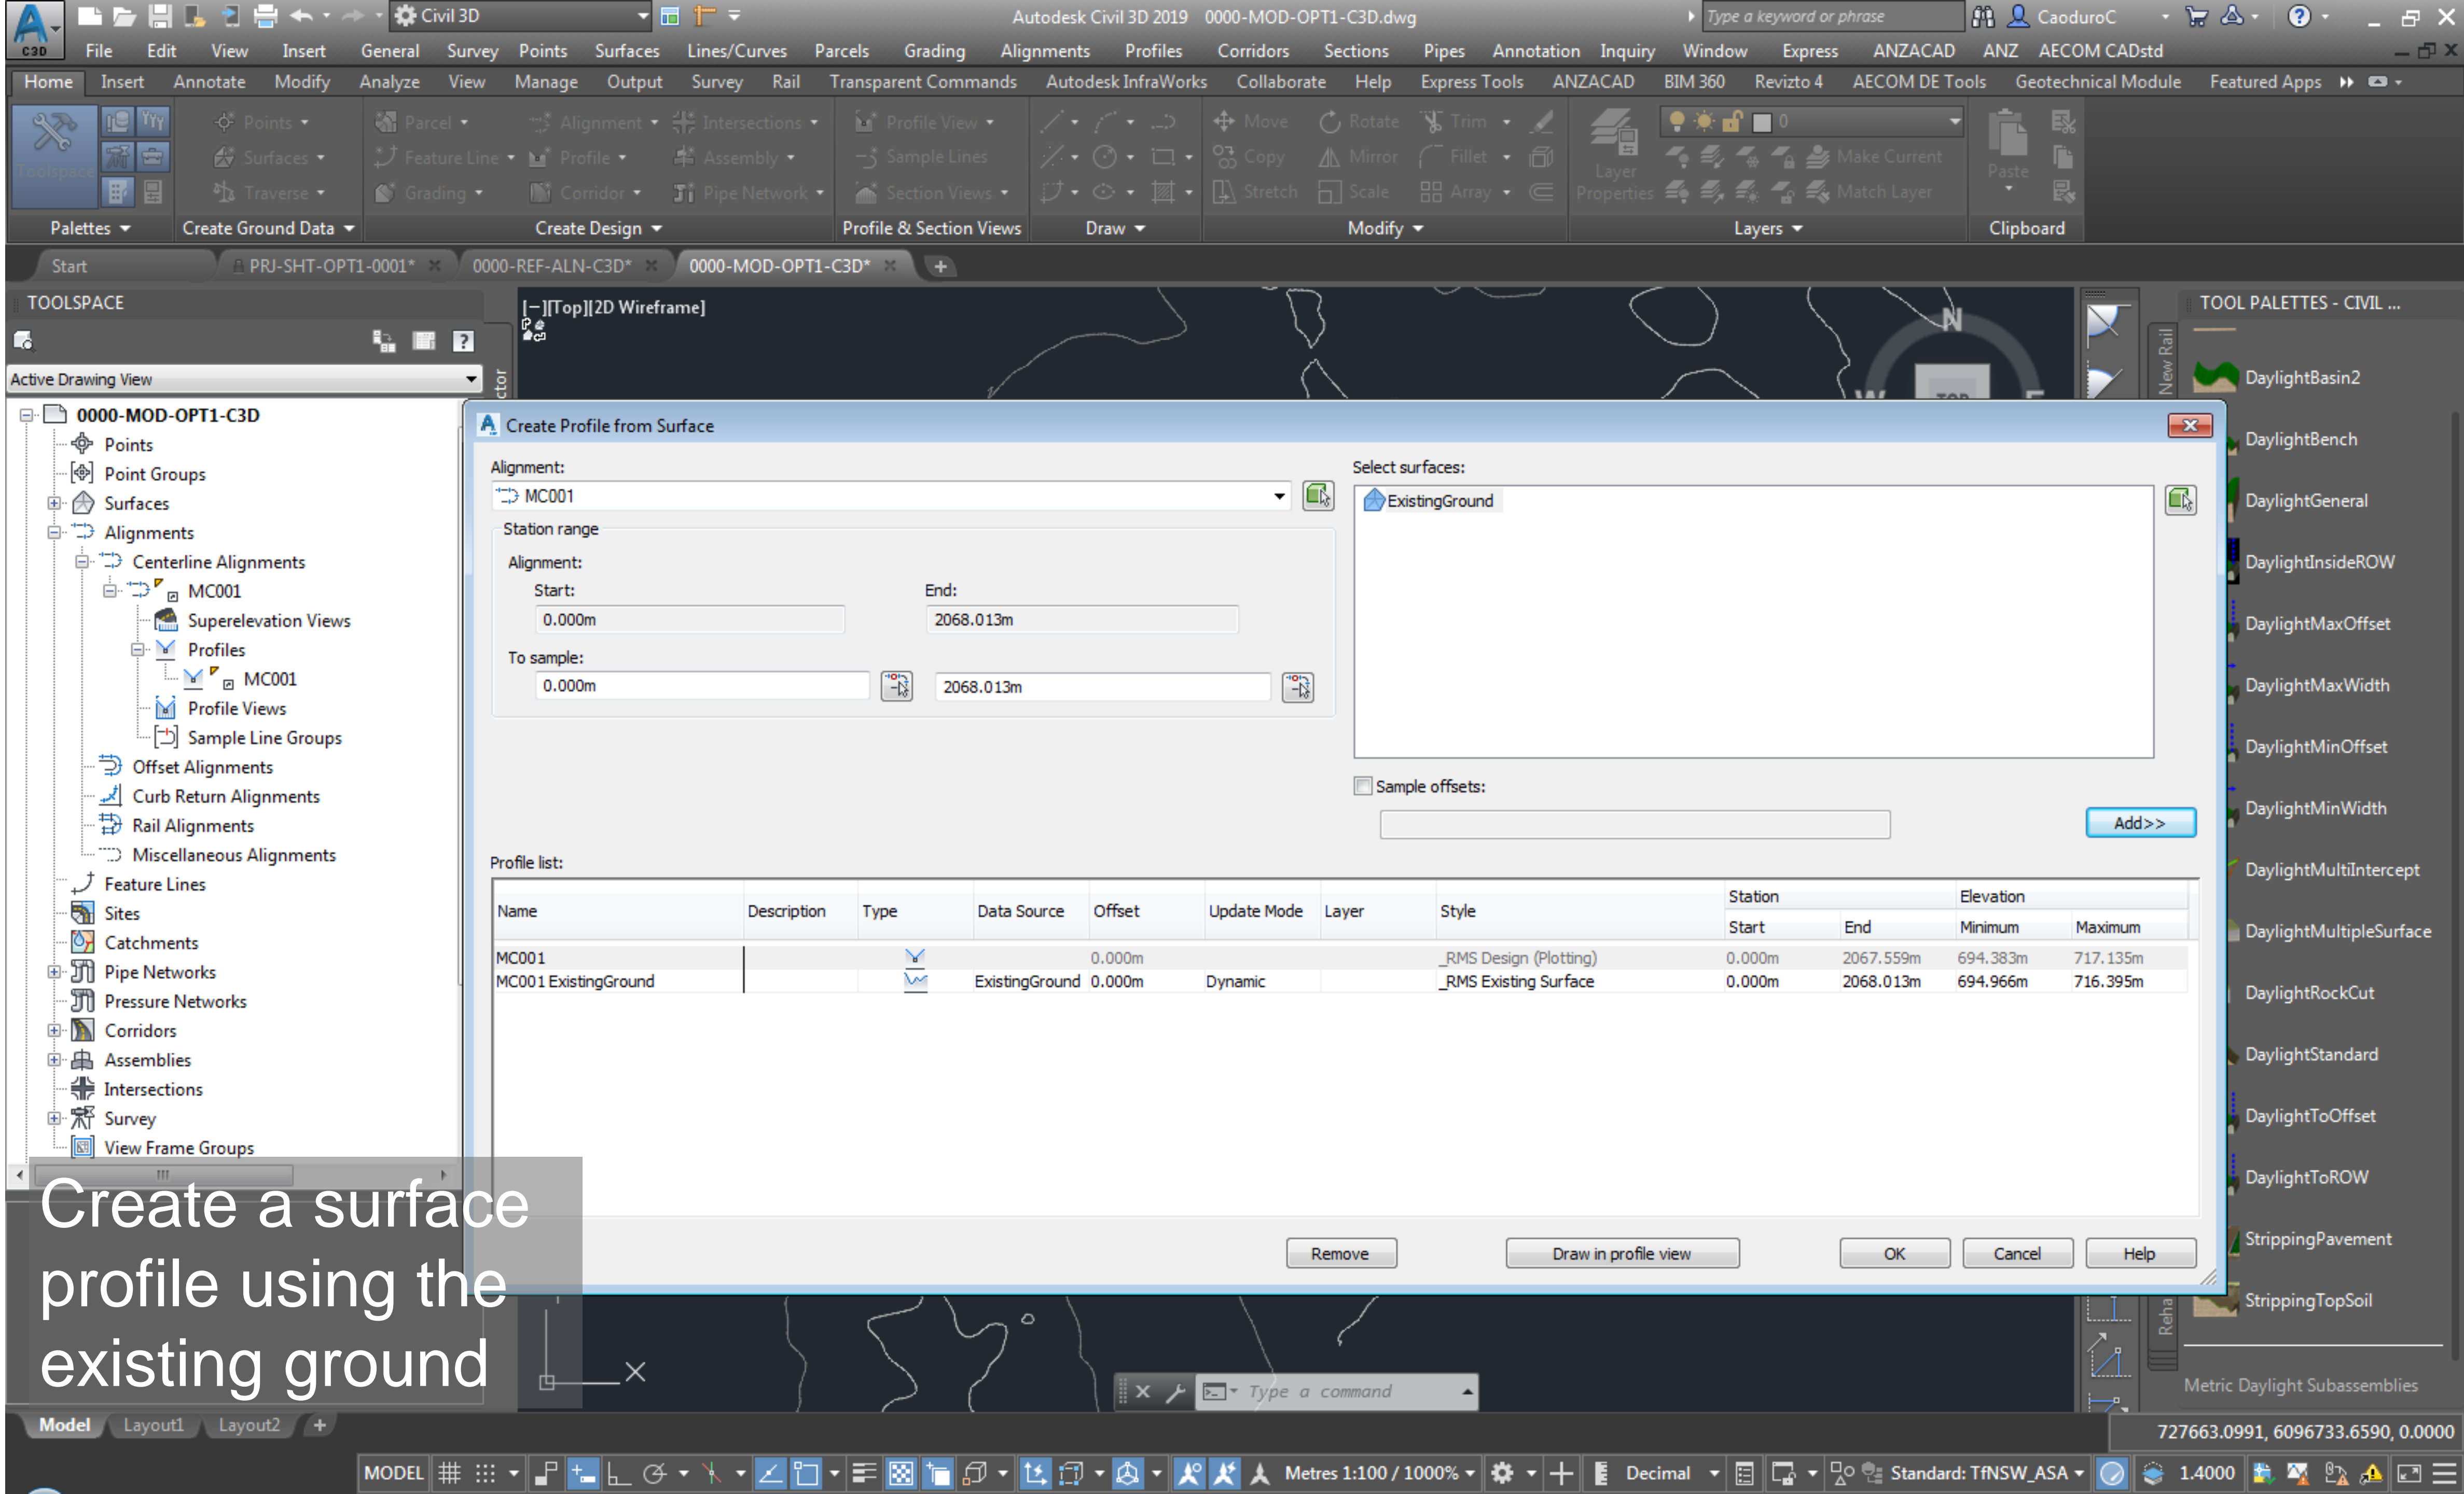 Civil 3D
Autodesk Civil 3D 2019 0000-MOD-OPT1-C3D.dwg
Type a keyword or phrase
CaoduroC
C3D
File Edit View Insert General Survey Points Surfaces Lines/Curves Parcels Grading Alignments Profiles Corridors Sections Pipes Annotation Inquiry Window Express ANZACAD ANZ AECOM CADstd
Home Insert Annotate Modify Analyze View Manage Output Survey Rail Transparent Commands Autodesk InfraWorks Collaborate Help Express Tools ANZACAD BIM 360 Revizto 4 AECOM DE Tools Geotechnical Module Featured Apps
Points Parcel Alignment Intersections Profile View Move Rotate Trim 0
Surfaces Feature Line Profile Assembly Sample Lines Copy Mirror Fillet Make Current
Toolspace Layer Paste
Traverse Grading Corridor Pipe Network Section Views Stretch Scale Array Properties Match Layer
Palettes Create Ground Data Create Design Profile & Section Views Draw Modify Layers Clipboard
Start PRJ-SHT-OPT1-0001* 0000-REF-ALN-C3D* 0000-MOD-OPT1-C3D*
TOOLSPACE
Active Drawing View
0000-MOD-OPT1-C3D
Points
Point Groups
Surfaces
Alignments
Centerline Alignments
MC001
Superelevation Views
Profiles
MC001
Profile Views
Sample Line Groups
Offset Alignments
Curb Return Alignments
Rail Alignments
Miscellaneous Alignments
Feature Lines
Sites
Catchments
Pipe Networks
Pressure Networks
Corridors
Assemblies
Intersections
Survey
View Frame Groups
[−][Top][2D Wireframe]
N
TOP
Create Profile from Surface
Alignment:
MC001
Station range
Alignment:
Start: End:
0.000m 2068.013m
To sample:
0.000m 2068.013m
Select surfaces:
ExistingGround
Sample offsets:
Add>>
Profile list:
Name Description Type Data Source Offset Update Mode Layer Style Station Elevation
Start End Minimum Maximum
MC001 0.000m _RMS Design (Plotting) 0.000m 2067.559m 694.383m 717.135m
MC001 ExistingGround ExistingGround 0.000m Dynamic _RMS Existing Surface 0.000m 2068.013m 694.966m 716.395m
Remove Draw in profile view OK Cancel Help
New Rail
Reha
TOOL PALETTES - CIVIL ...
DaylightBasin2
DaylightBench
DaylightGeneral
DaylightInsideROW
DaylightMaxOffset
DaylightMaxWidth
DaylightMinOffset
DaylightMinWidth
DaylightMultiIntercept
DaylightMultipleSurface
DaylightRockCut
DaylightStandard
DaylightToOffset
DaylightToROW
StrippingPavement
StrippingTopSoil
Metric Daylight Subassemblies
Create a surface
profile using the
existing ground
X
Type a command
Model Layout1 Layout2 +
727663.0991, 6096733.6590, 0.0000
MODEL Metres 1:100 / 1000% Decimal Standard: TfNSW_ASA 1.4000